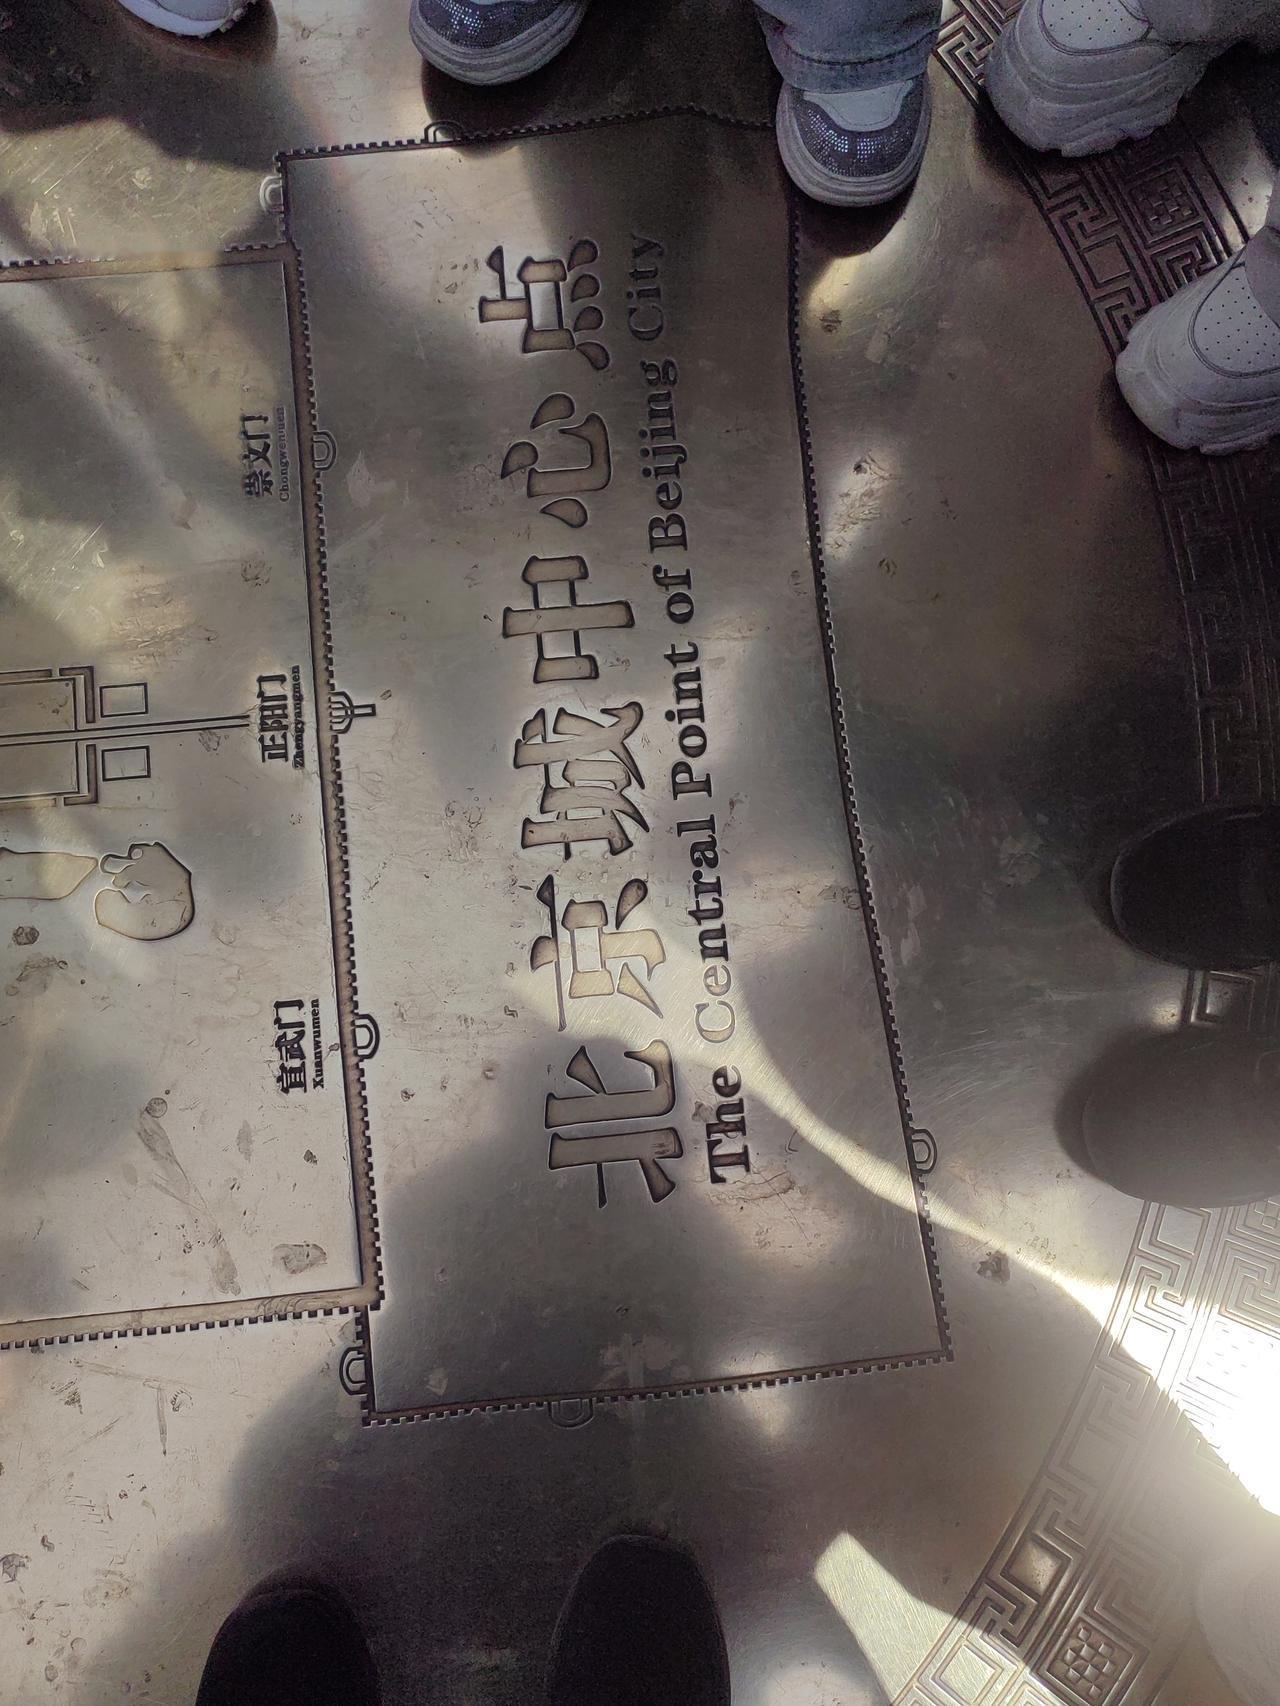 崇文门
Chongwenmen
正阳门
Zhengyangmen
宣武门
Xuanwumen
北京城中心点
The Central Point of Beijing City